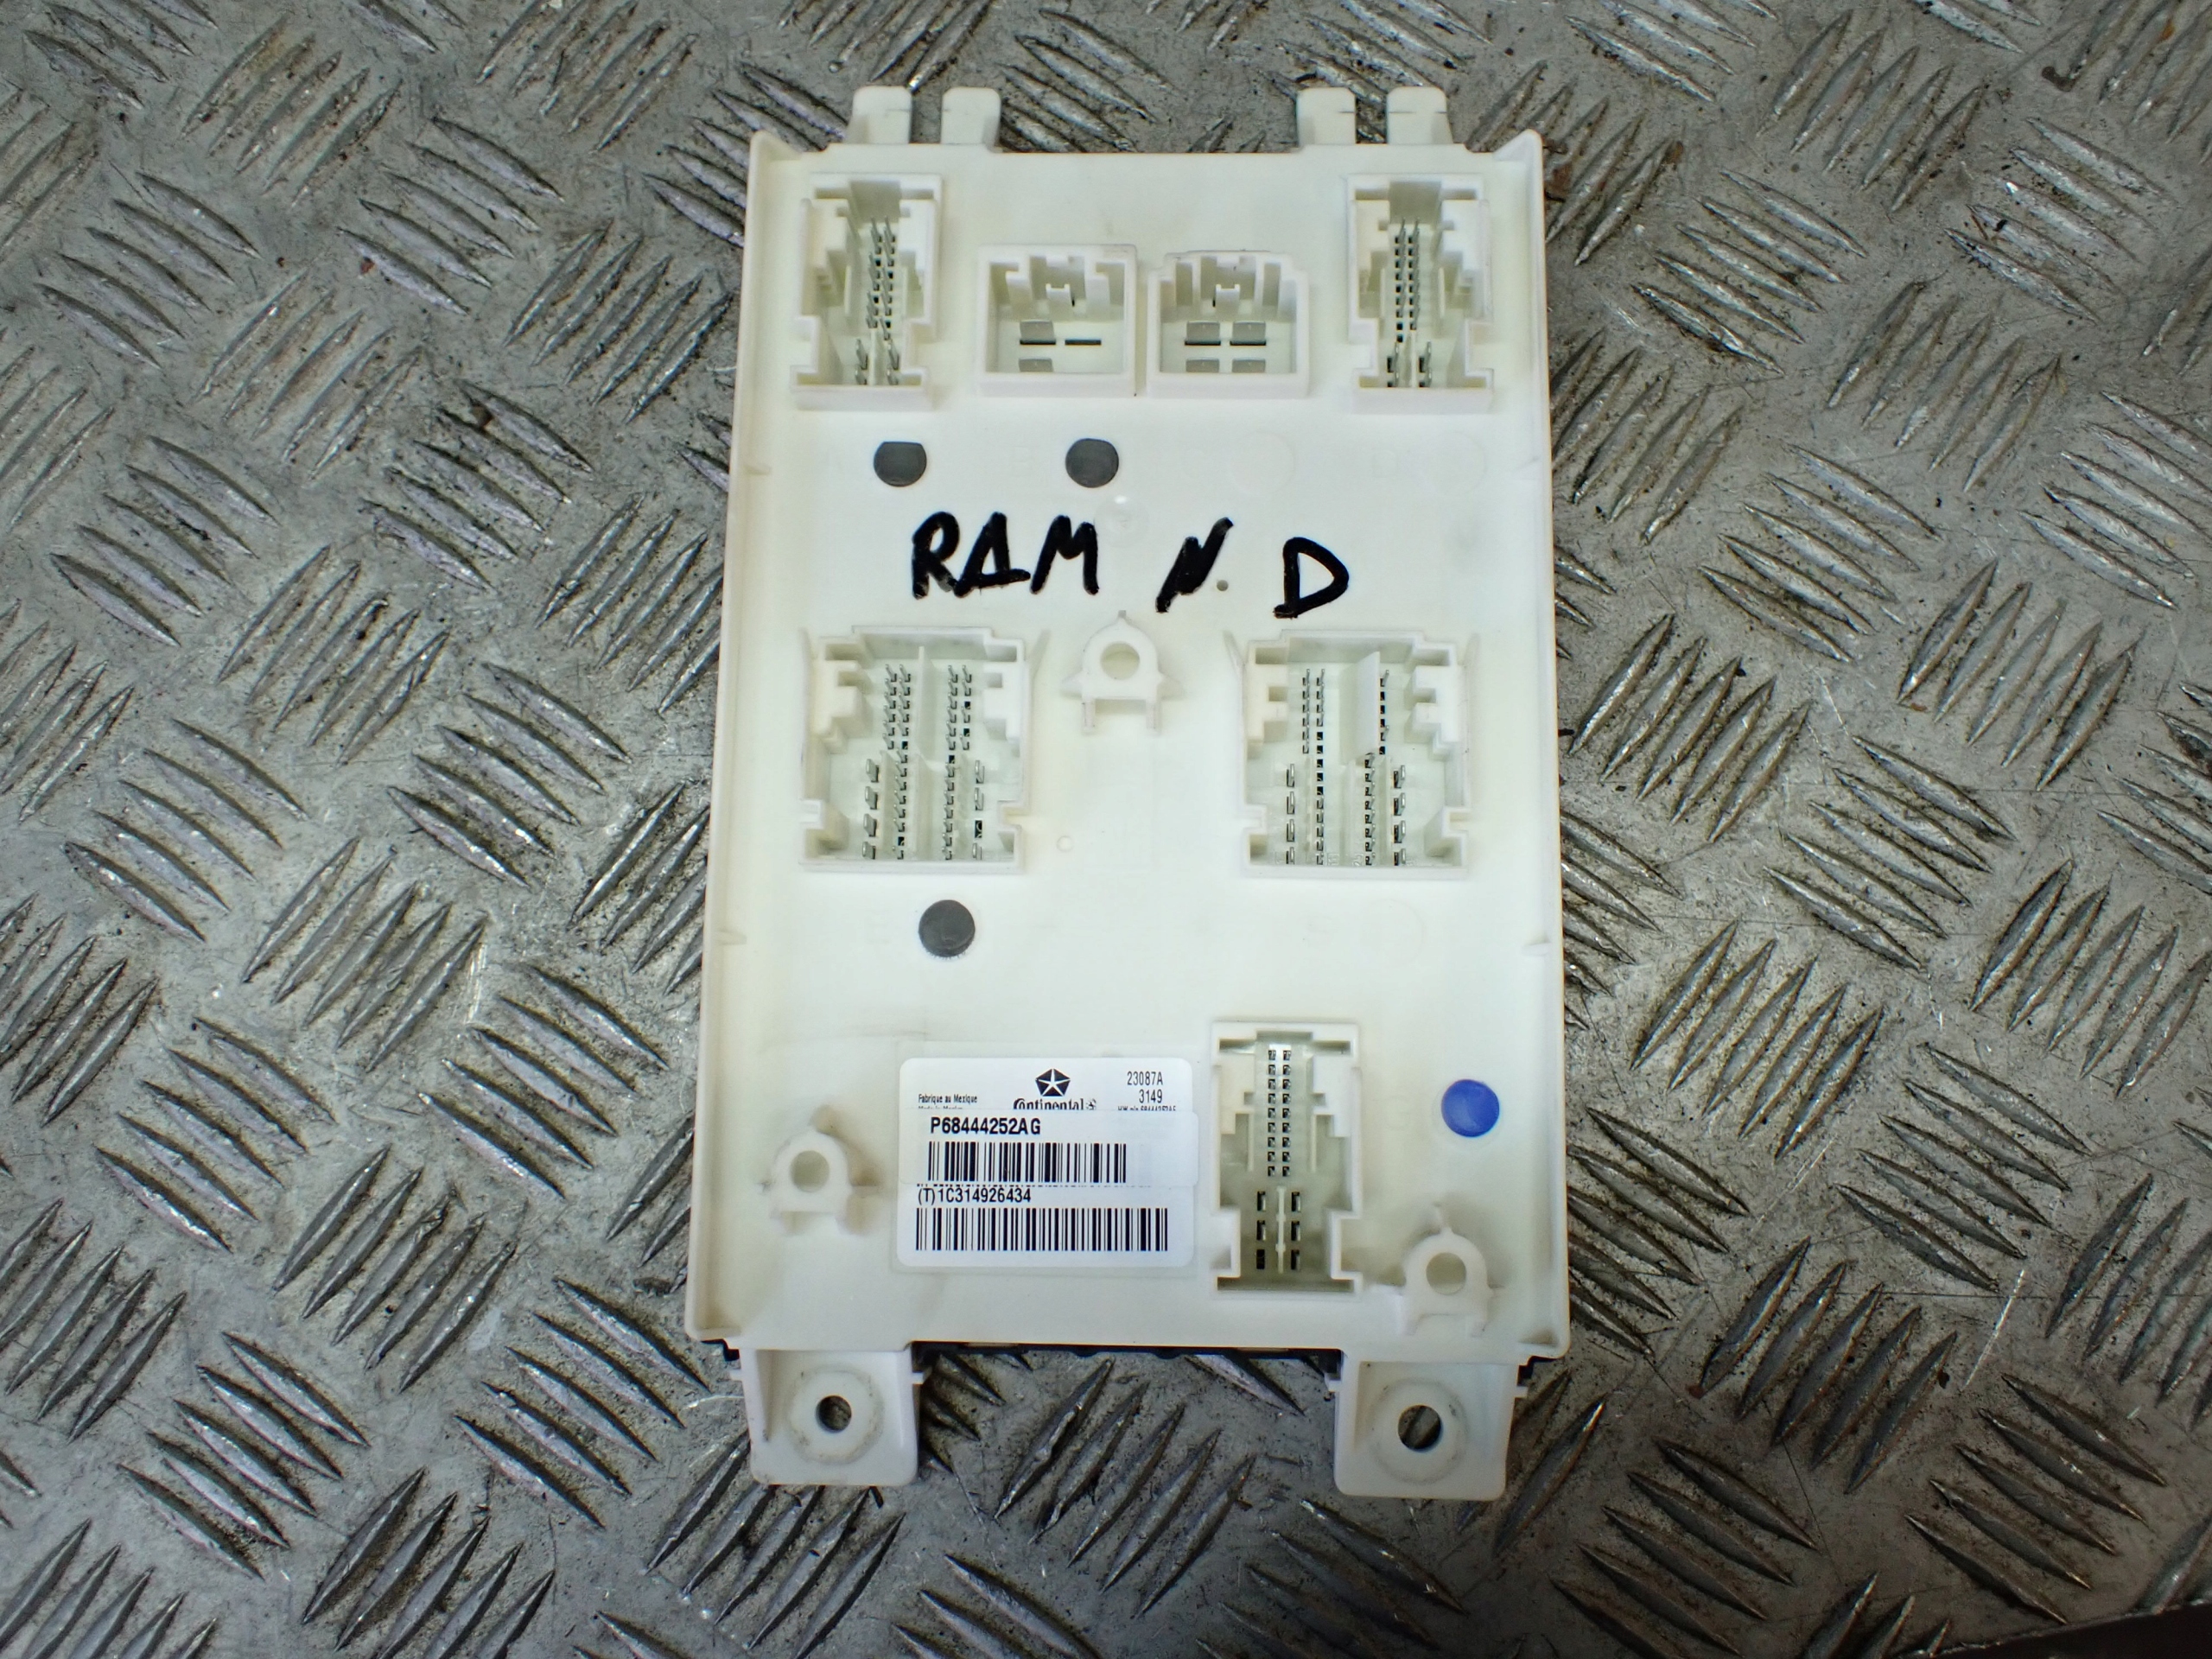 RAM N D
Fabrique au Mexique
Continental
23087A
3149
P68444252AG
(T)1C314926434